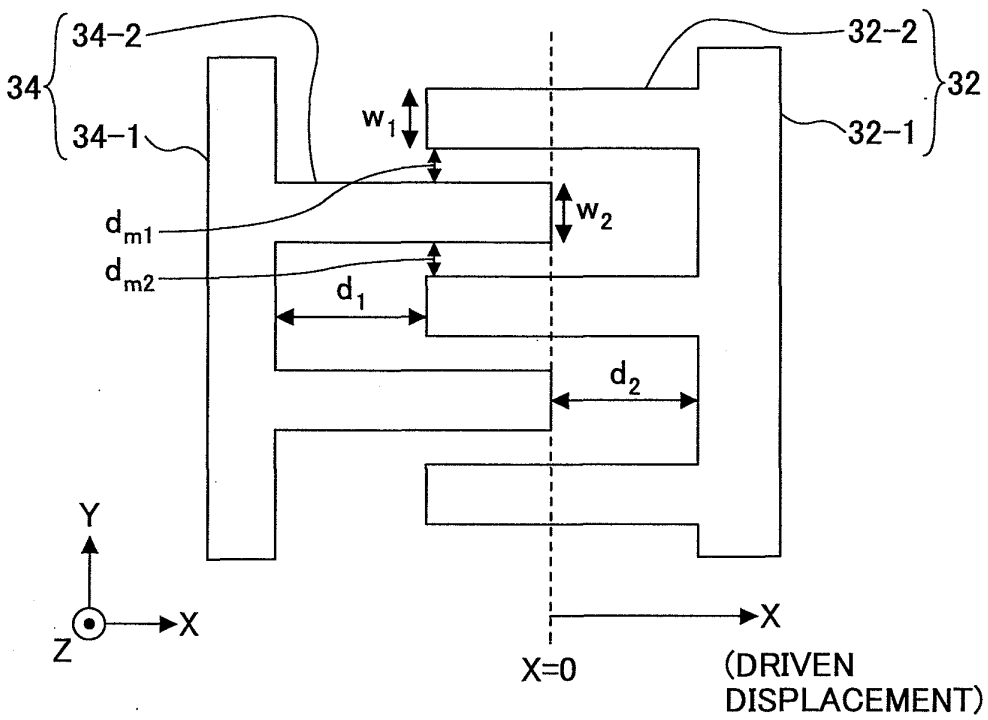 34-2
32-2
34
32
34-1
32-1
w1
dm1
w2
dm2
d1
d2
Y
X
Z
X
X=0
(DRIVEN
DISPLACEMENT)